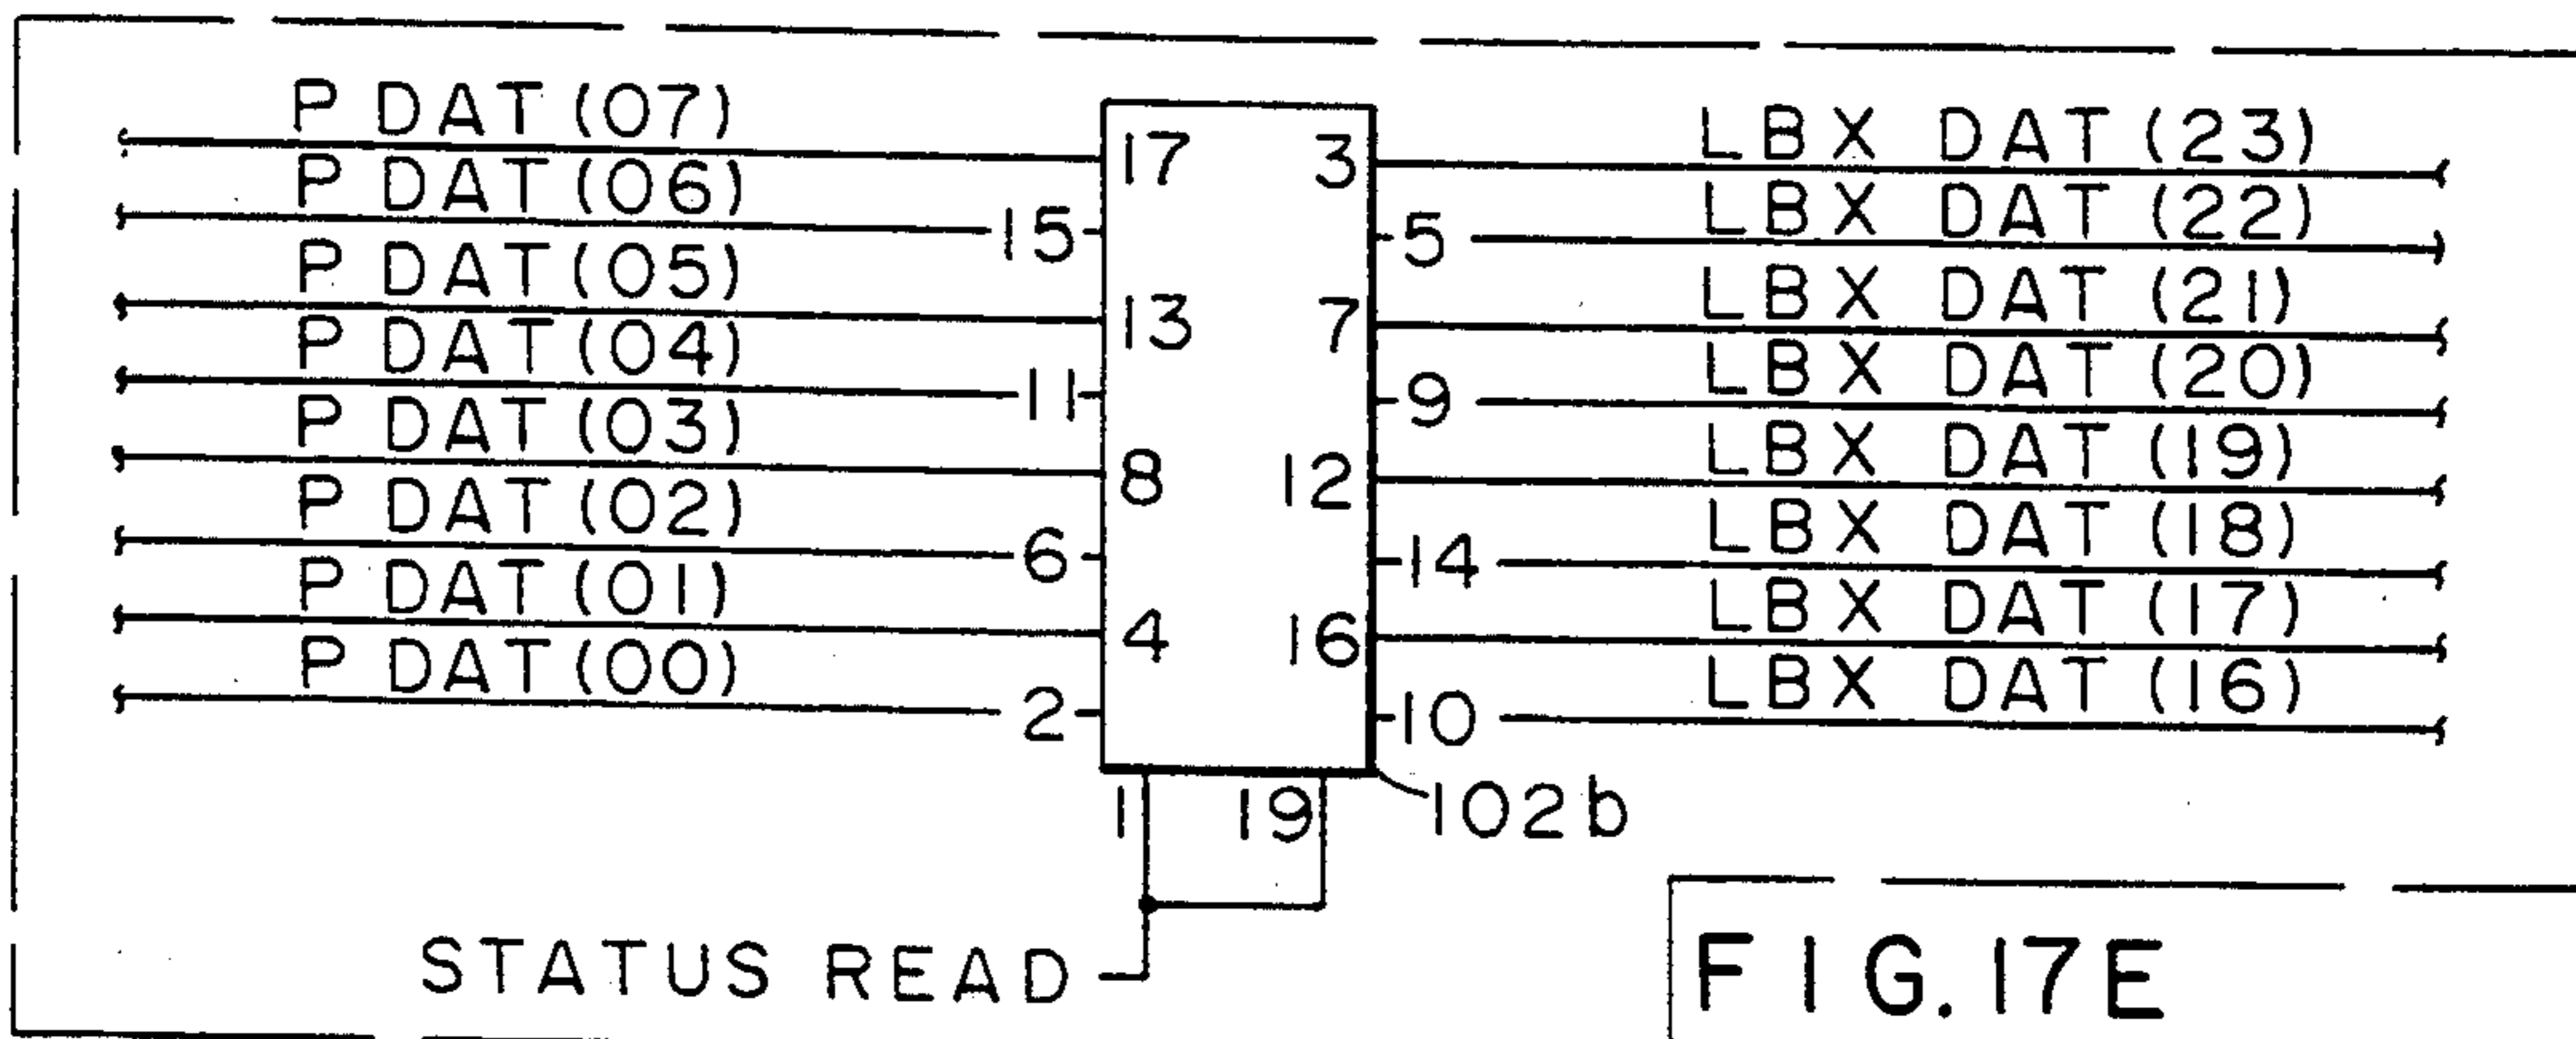 P DAT(07) 17 3 LBX DAT(23)
P DAT(06) 15 5 LBX DAT(22)
P DAT(05) 13 7 LBX DAT(21)
P DAT(04) 11 9 LBX DAT(20)
P DAT(03) 8 12 LBX DAT(19)
P DAT(02) 6 14 LBX DAT(18)
P DAT(01) 4 16 LBX DAT(17)
P DAT(00) 2 10 LBX DAT(16)
1 19 102b
STATUS READ
FIG. 17E